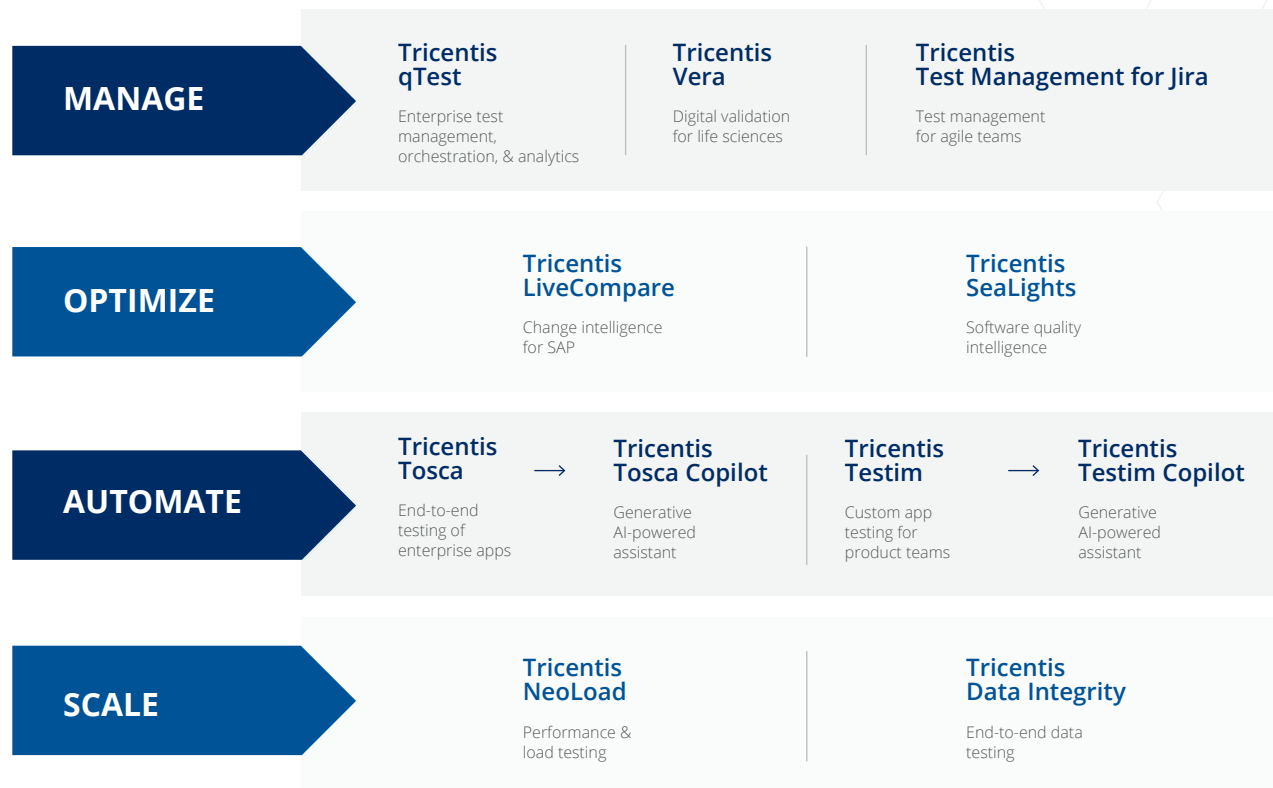 MANAGE
Tricentis
qTest
Enterprise test
management,
orchestration, & analytics
Tricentis
Vera
Digital validation
for life sciences
Tricentis
Test Management for Jira
Test management
for agile teams
OPTIMIZE
Tricentis
LiveCompare
Change intelligence
for SAP
Tricentis
SeaLights
Software quality
intelligence
AUTOMATE
Tricentis
Tosca
End-to-end
testing of
enterprise apps
Tricentis
Tosca Copilot
Generative
AI-powered
assistant
Tricentis
Testim
Custom app
testing for
product teams
Tricentis
Testim Copilot
Generative
AI-powered
assistant
SCALE
Tricentis
NeoLoad
Performance &
load testing
Tricentis
Data Integrity
End-to-end data
testing